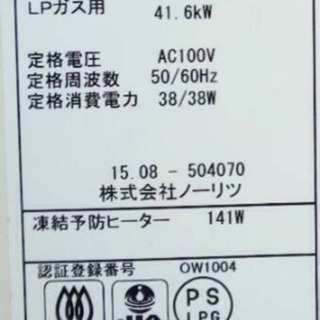 LPガス用 41.6kW
定格電圧 AC100V
定格周波数 50/60Hz
定格消費電力 38/38W
15.08 - 504070
株式会社ノーリツ
凍結予防ヒーター 141W
認証登録番号 OW1004
PS
LPG